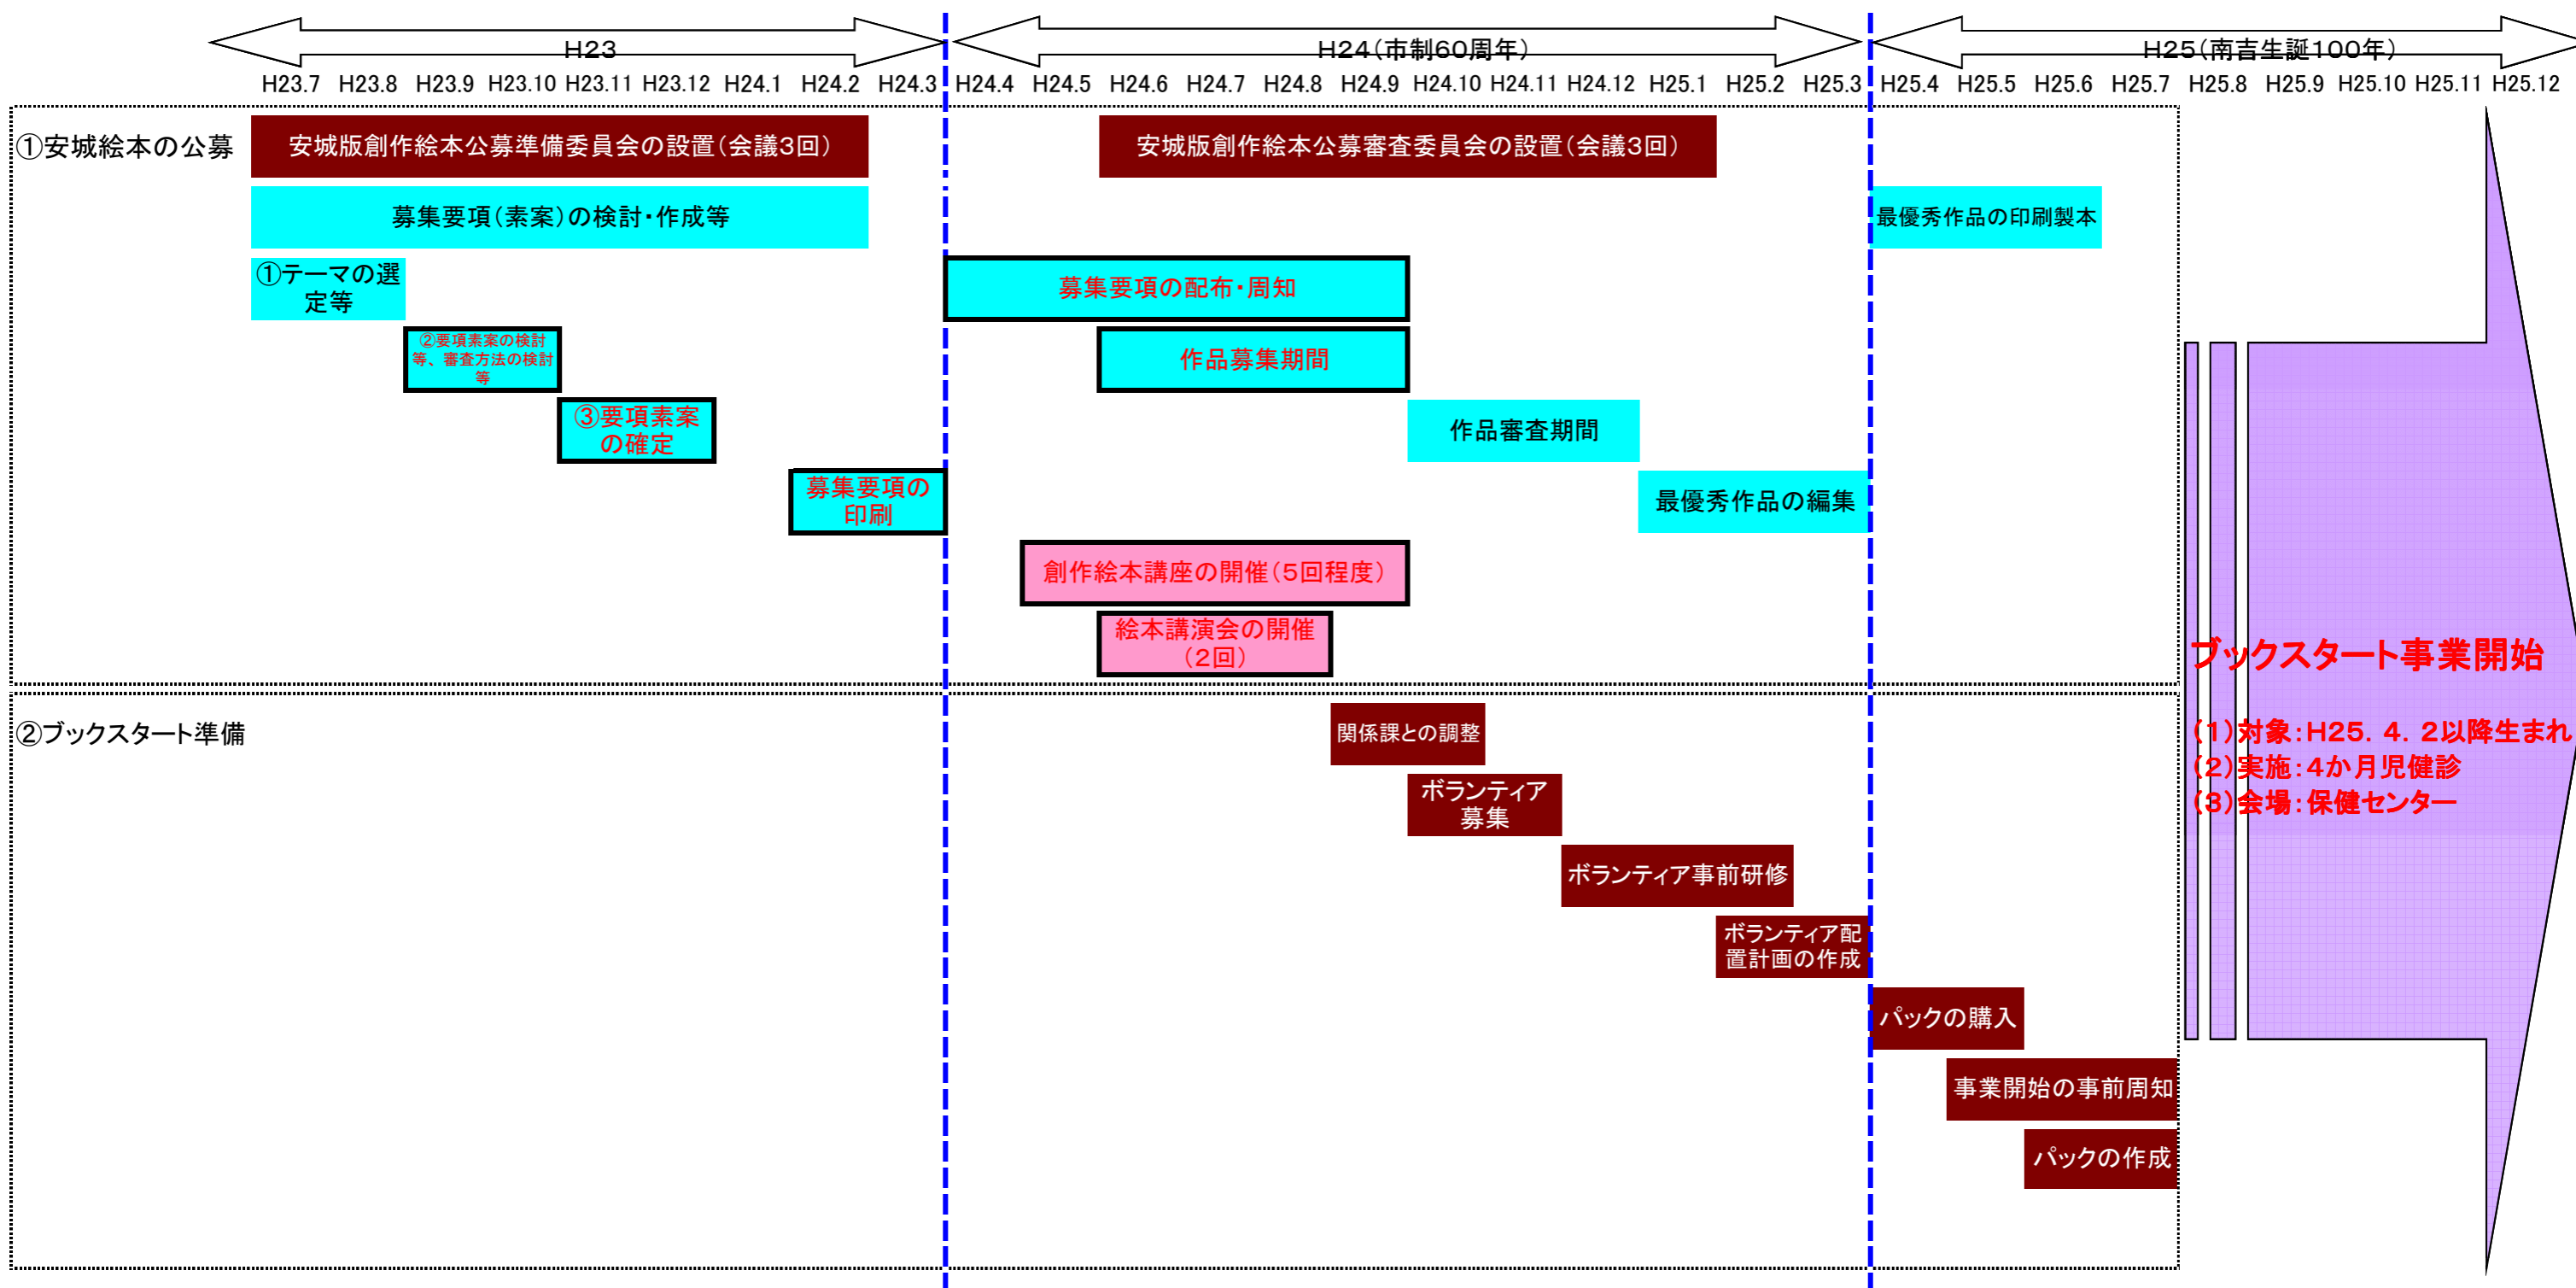 H23
H24(市制60周年)
H25(南吉生誕100年)
H23.7 H23.8 H23.9 H23.10 H23.11 H23.12 H24.1 H24.2 H24.3 H24.4 H24.5 H24.6 H24.7 H24.8 H24.9 H24.10 H24.11 H24.12 H25.1 H25.2 H25.3 H25.4 H25.5 H25.6 H25.7 H25.8 H25.9 H25.10 H25.11 H25.12
①安城絵本の公募
安城版創作絵本公募準備委員会の設置(会議3回)
安城版創作絵本公募審査委員会の設置(会議3回)
募集要項(素案)の検討・作成等
最優秀作品の印刷製本
①テーマの選
定等
募集要項の配布・周知
②要項素案の検討
等、審査方法の検討
等
作品募集期間
③要項素案
の確定
作品審査期間
募集要項の
印刷
最優秀作品の編集
創作絵本講座の開催(5回程度)
絵本講演会の開催
(2回)
②ブックスタート準備
関係課との調整
ボランティア
募集
ボランティア事前研修
ボランティア配
置計画の作成
パックの購入
事業開始の事前周知
パックの作成
ブックスタート事業開始
(1)対象:H25.4.2以降生まれ
(2)実施:4か月児健診
(3)会場:保健センター